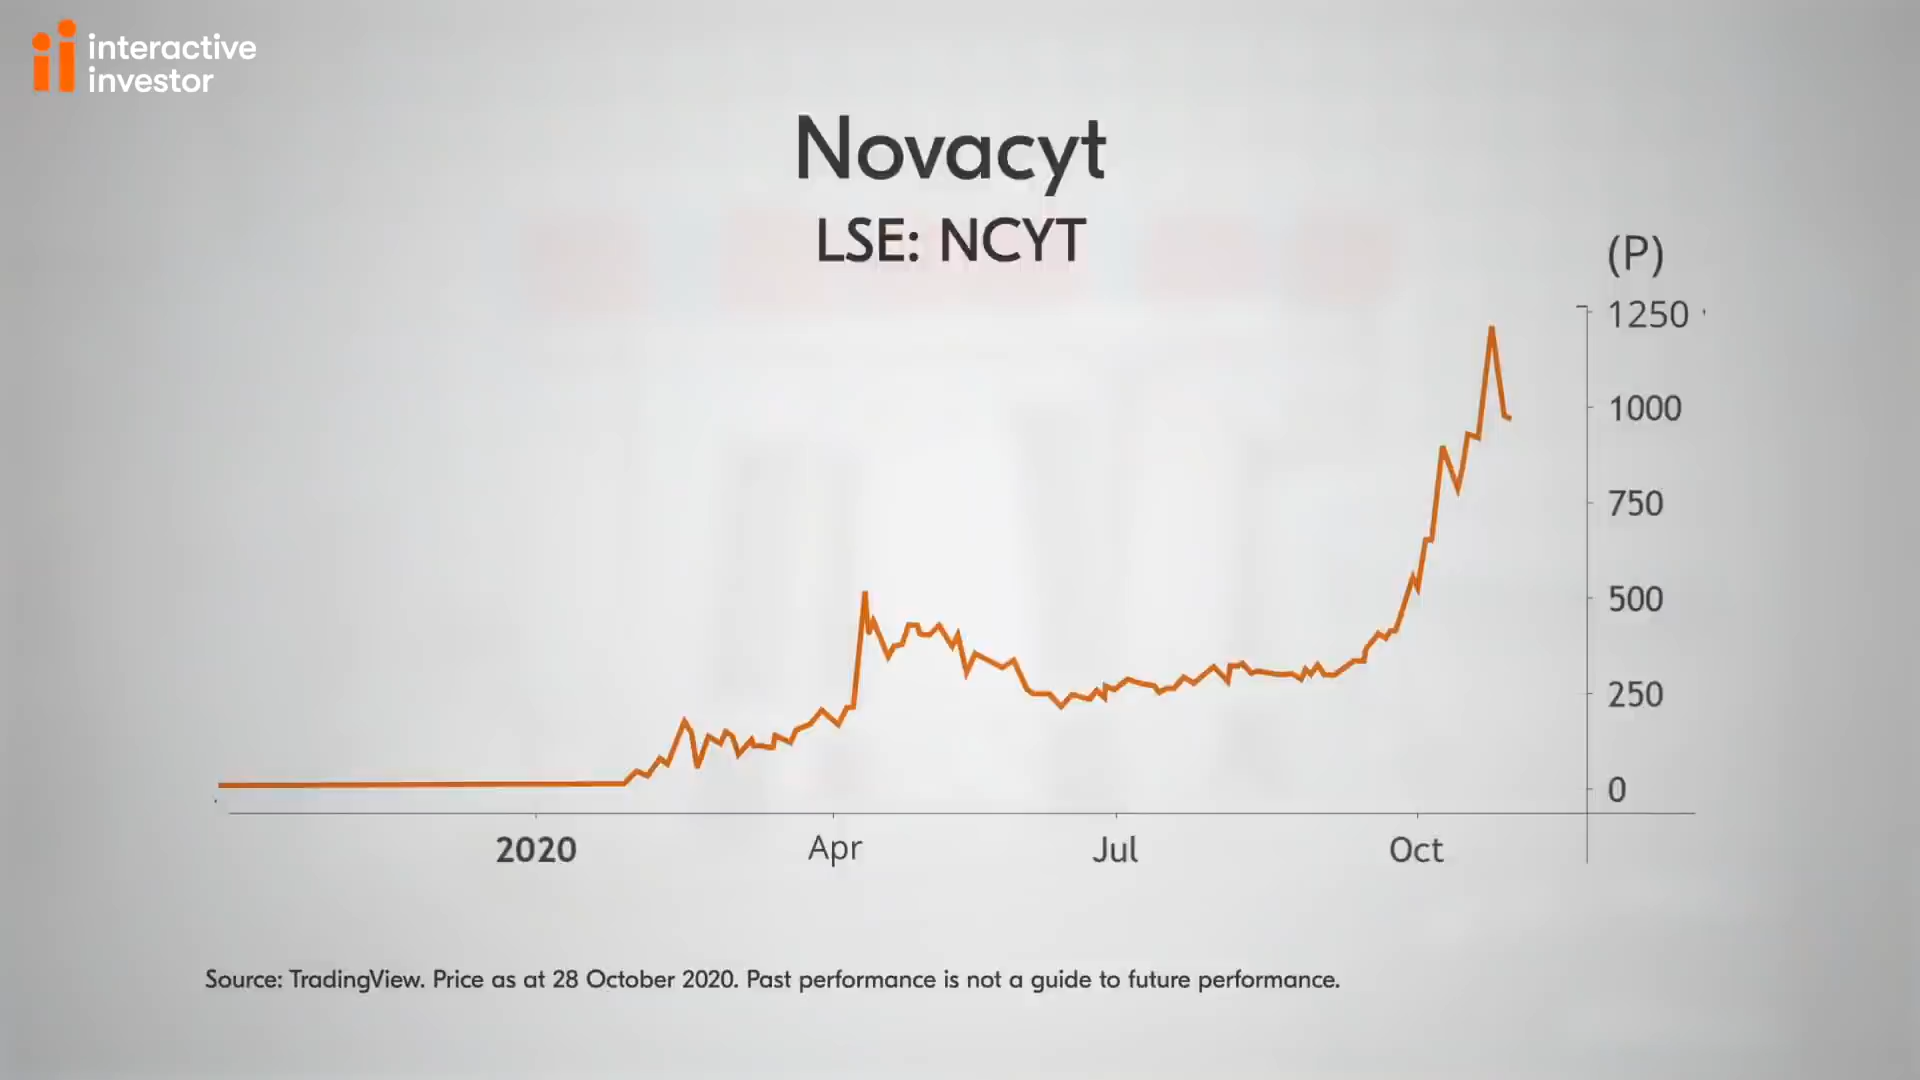 interactive
investor
Novacyt
LSE: NCYT
(P)
1250
1000
750
500
250
0
2020 Apr Jul Oct
Source: TradingView. Price as at 28 October 2020. Past performance is not a guide to future performance.